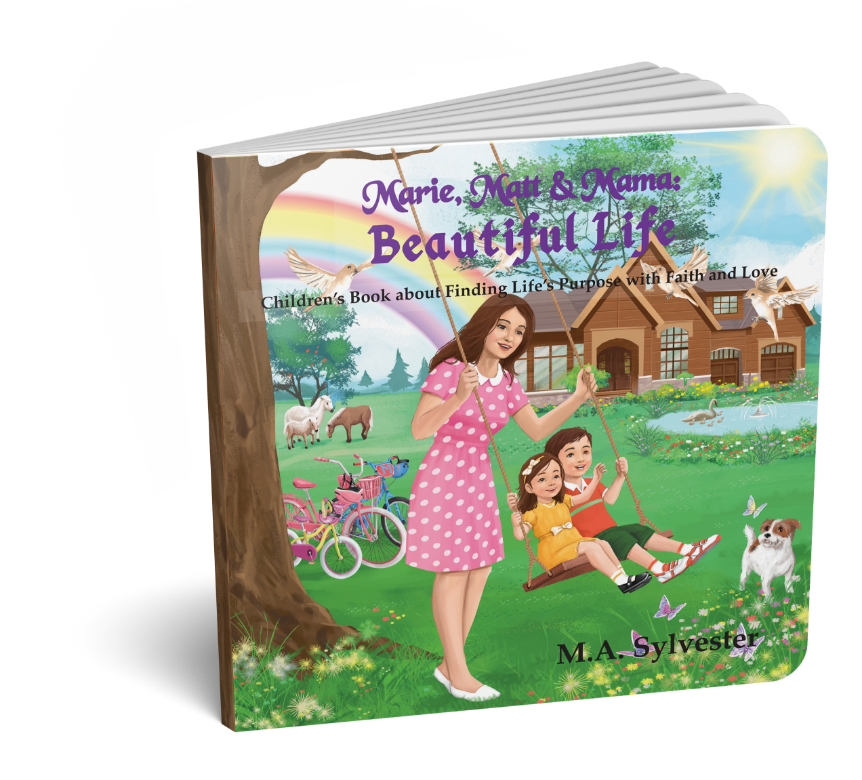 Marie, Matt & Mama:
Beautiful Life
Children's Book about Finding Life's Purpose with Faith and Love
M.A. Sylvester